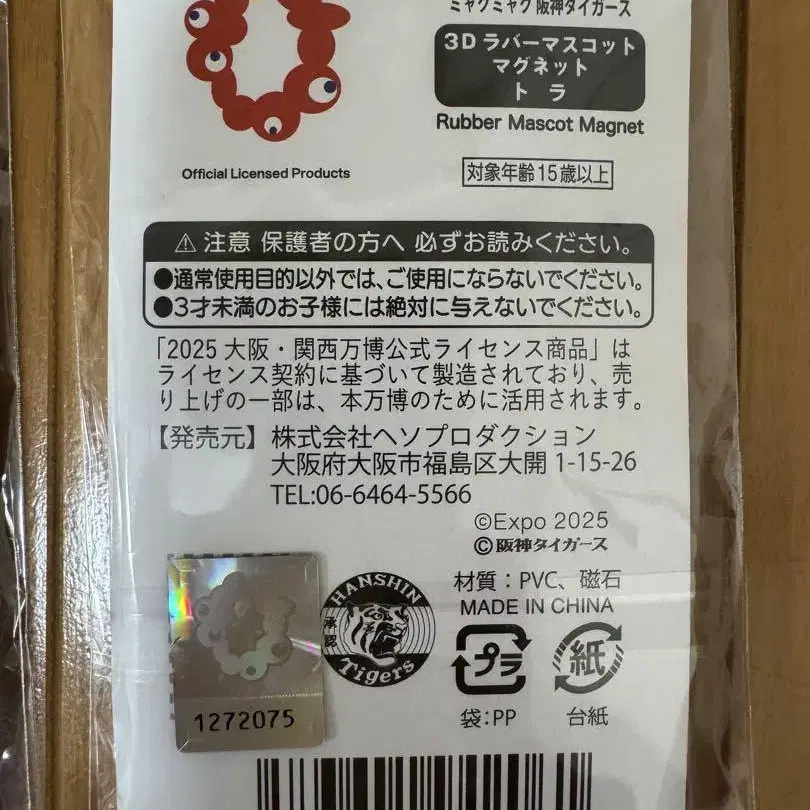 ミャクミャク 阪神タイガース
3D ラバーマスコット
マグネット
トラ
Rubber Mascot Magnet
Official Licensed Products
対象年齢15歳以上
⚠ 注意 保護者の方へ 必ずお読みください。
●通常使用目的以外では、ご使用にならないでください。
●3才未満のお子様には絶対に与えないでください。
「2025 大阪・関西万博公式ライセンス商品」は
ライセンス契約に基づいて製造されており、売
り上げの一部は、本万博のために活用されます。
【発売元】株式会社ヘソプロダクション
大阪府大阪市福島区大開 1-15-26
TEL:06-6464-5566
©Expo 2025
©阪神タイガース
材質：PVC、磁石
MADE IN CHINA
HANSHIN
承認
Tigers
プラ
紙
袋：PP
台紙
1272075